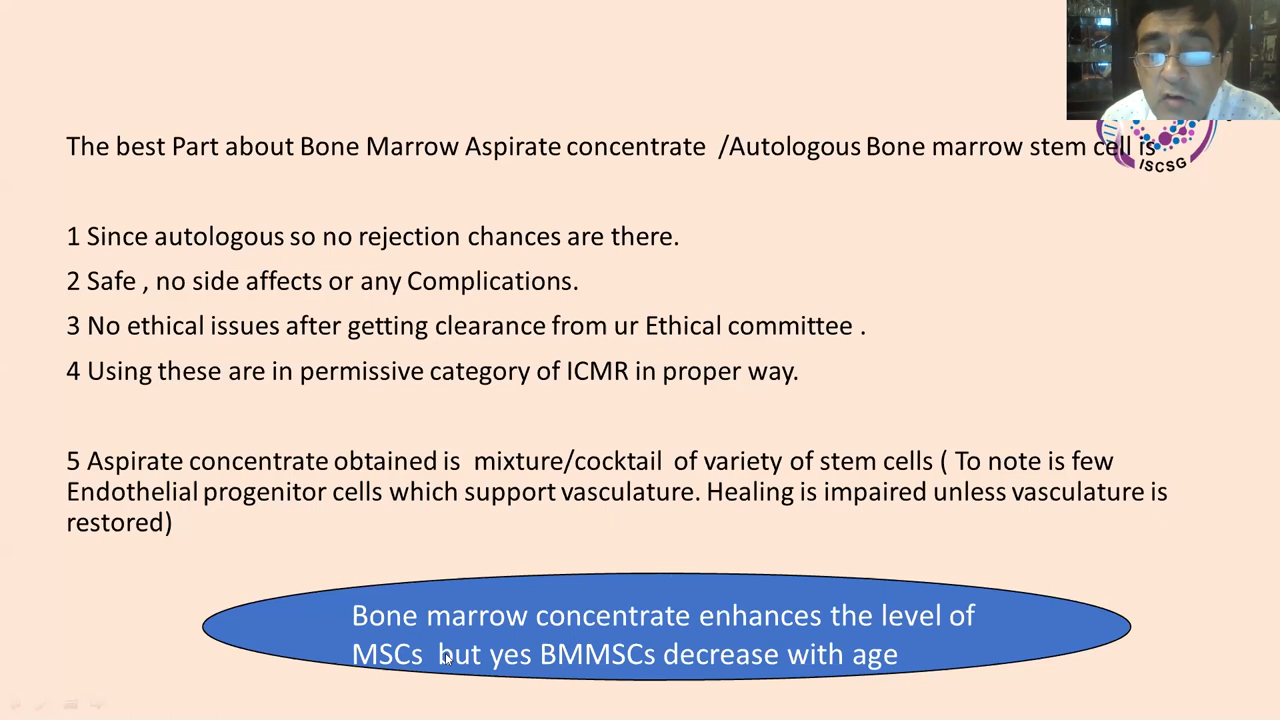 The best Part about Bone Marrow Aspirate concentrate /Autologous Bone marrow stem cell is
ISCSG
1 Since autologous so no rejection chances are there.
2 Safe , no side affects or any Complications.
3 No ethical issues after getting clearance from ur Ethical committee .
4 Using these are in permissive category of ICMR in proper way.
5 Aspirate concentrate obtained is mixture/cocktail of variety of stem cells ( To note is few
Endothelial progenitor cells which support vasculature. Healing is impaired unless vasculature is
restored)
Bone marrow concentrate enhances the level of
MSCs but yes BMMSCs decrease with age